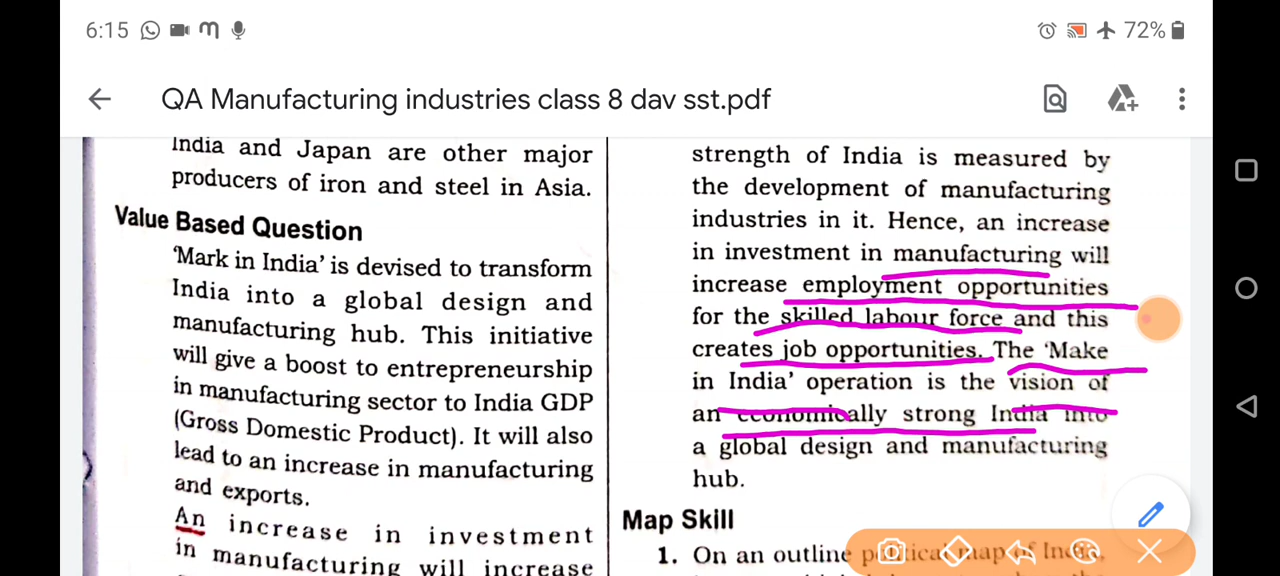 6:15
72%
QA Manufacturing industries class 8 dav sst.pdf
India and Japan are other major
producers of iron and steel in Asia.
Value Based Question
‘Mark in India’ is devised to transform
India into a global design and
manufacturing hub. This initiative
will give a boost to entrepreneurship
in manufacturing sector to India GDP
(Gross Domestic Product). It will also
lead to an increase in manufacturing
and exports.
An increase in investment
in manufacturing will increase
strength of India is measured by
the development of manufacturing
industries in it. Hence, an increase
in investment in manufacturing will
increase employment opportunities
for the skilled labour force and this
creates job opportunities. The ‘Make
in India’ operation is the vision of
an economically strong India into
a global design and manufacturing
hub.
Map Skill
1. On an outline political map of India,